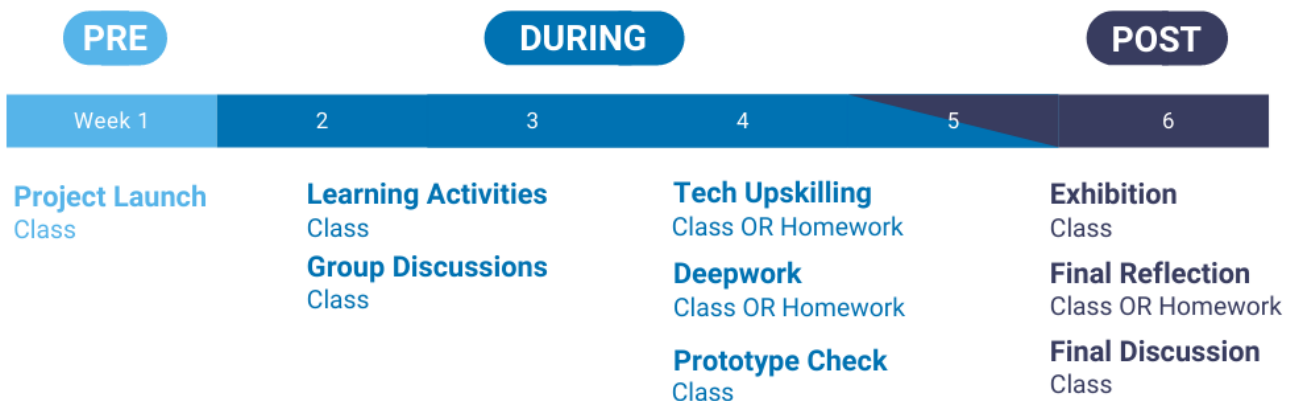 PRE
DURING
POST
Week 1
2
3
4
5
6
Project Launch
Class
Learning Activities
Class
Group Discussions
Class
Tech Upskilling
Class OR Homework
Deepwork
Class OR Homework
Prototype Check
Class
Exhibition
Class
Final Reflection
Class OR Homework
Final Discussion
Class